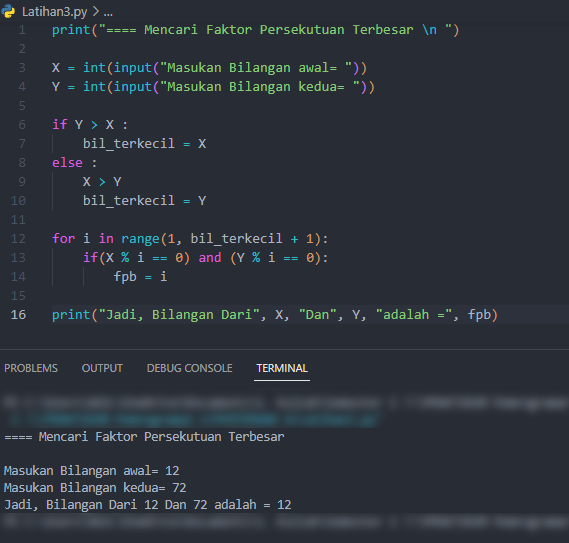 Latihan3.py > ...
1 print("==== Mencari Faktor Persekutuan Terbesar \n ")
2
3 X = int(input("Masukan Bilangan awal= "))
4 Y = int(input("Masukan Bilangan kedua= "))
5
6 if Y > X :
7     bil_terkecil = X
8 else :
9     X > Y
10     bil_terkecil = Y
11
12 for i in range(1, bil_terkecil + 1):
13     if(X % i == 0) and (Y % i == 0):
14         fpb = i
15
16 print("Jadi, Bilangan Dari", X, "Dan", Y, "adalah =", fpb)
PROBLEMS OUTPUT DEBUG CONSOLE TERMINAL
==== Mencari Faktor Persekutuan Terbesar
Masukan Bilangan awal= 12
Masukan Bilangan kedua= 72
Jadi, Bilangan Dari 12 Dan 72 adalah = 12